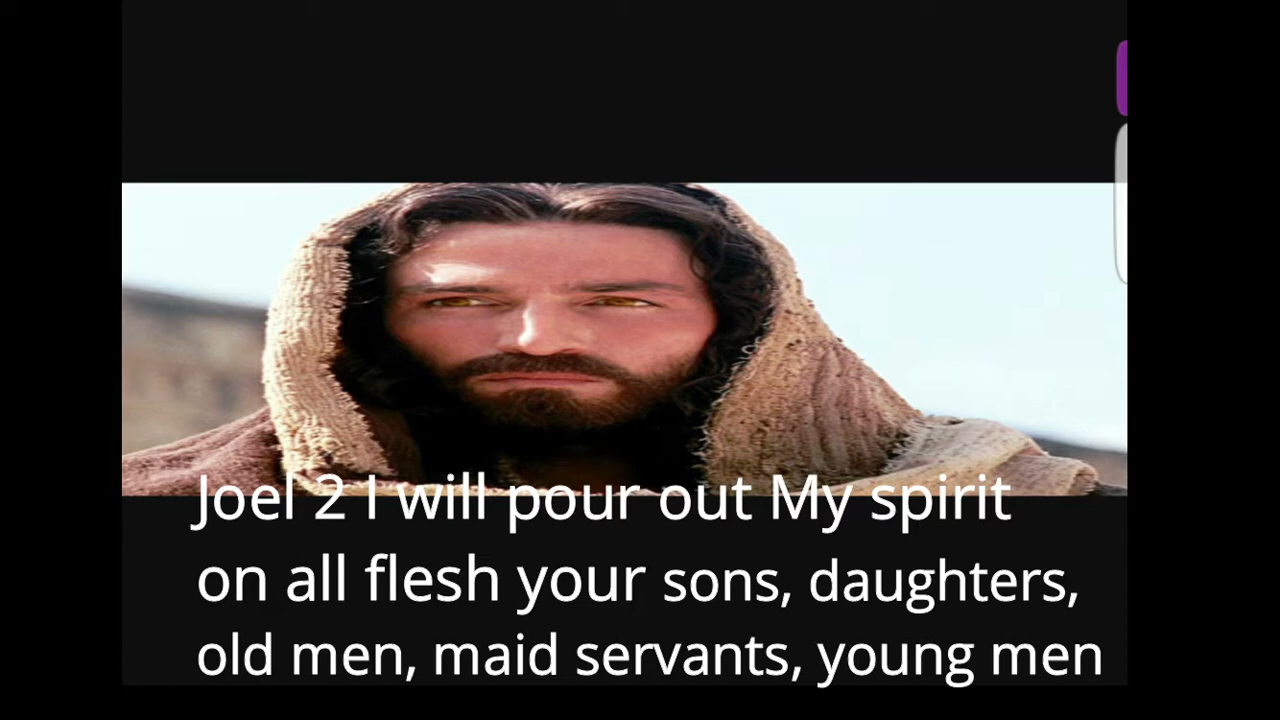 Joel 2 I will pour out My spirit
on all flesh your sons, daughters,
old men, maid servants, young men